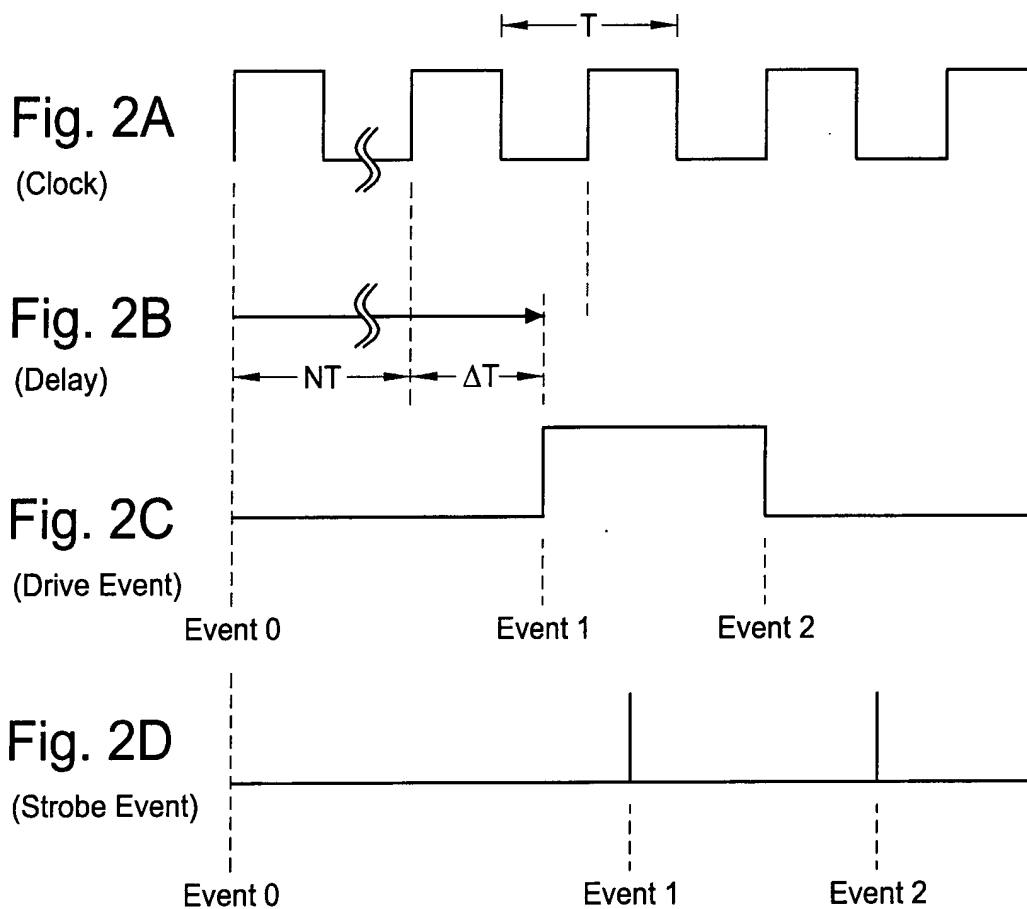 T
Fig. 2A
(Clock)
Fig. 2B
(Delay)
NT
ΔT
Fig. 2C
(Drive Event)
Event 0
Event 1
Event 2
Fig. 2D
(Strobe Event)
Event 0
Event 1
Event 2